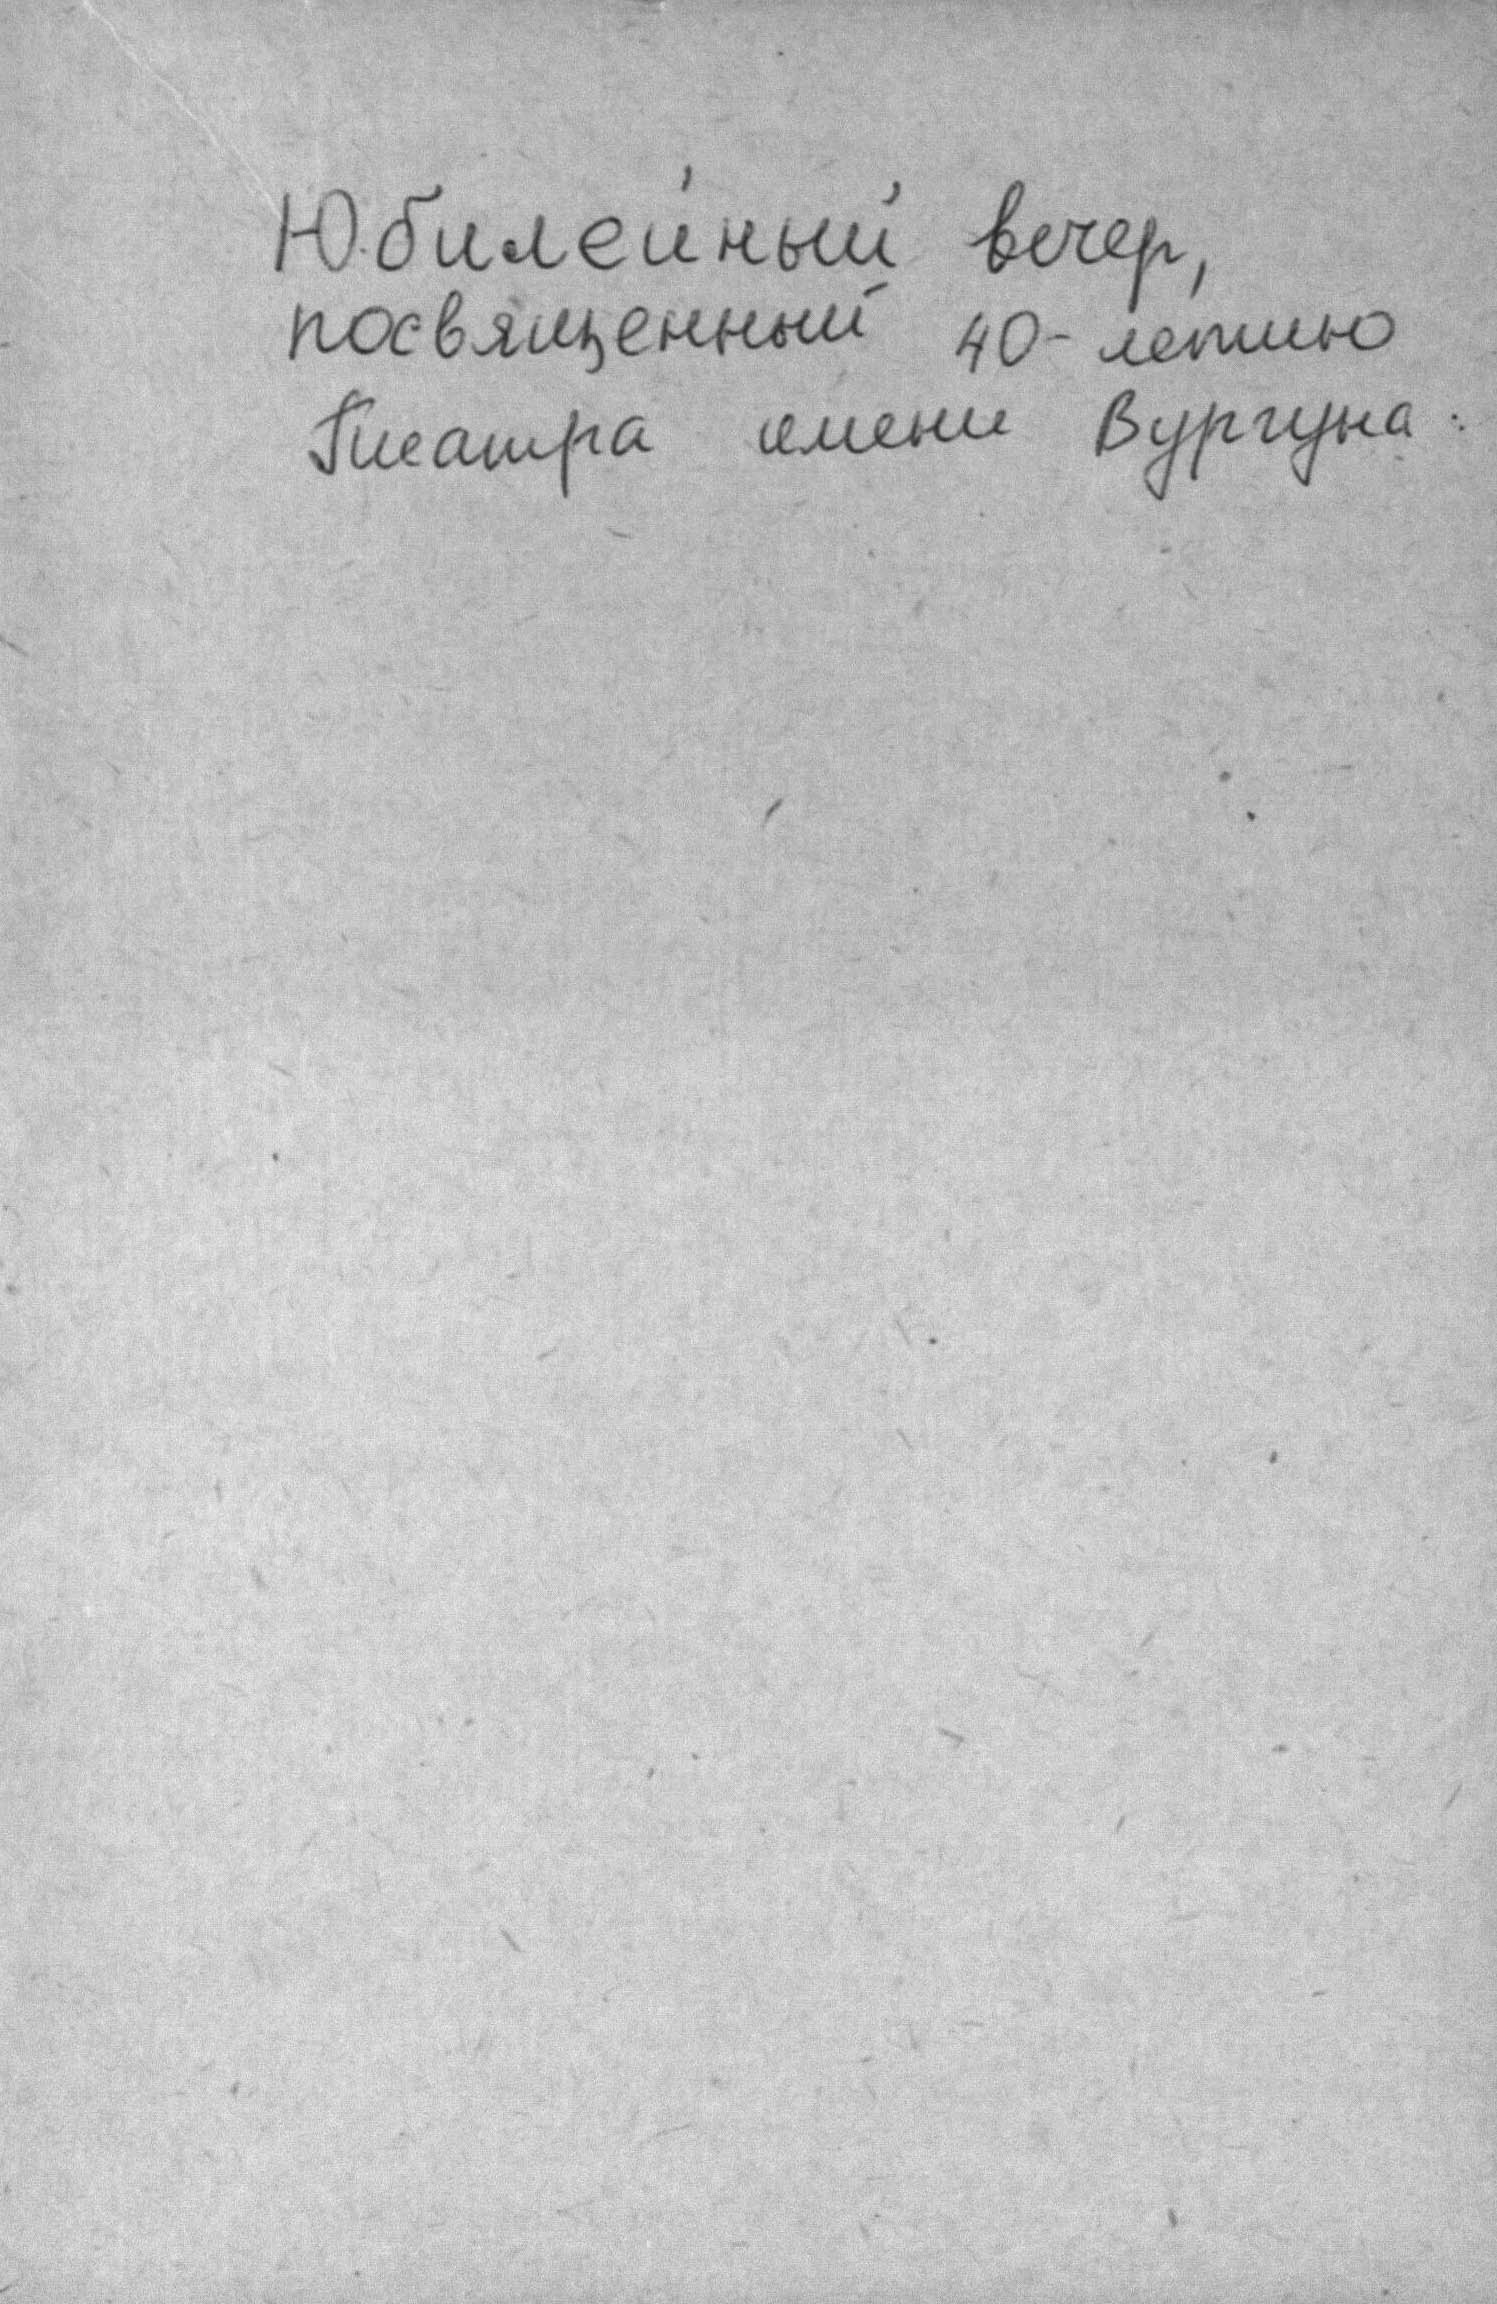 Юбилейный вечер,
посвященный 40-летию
Театра имени Вургуна.